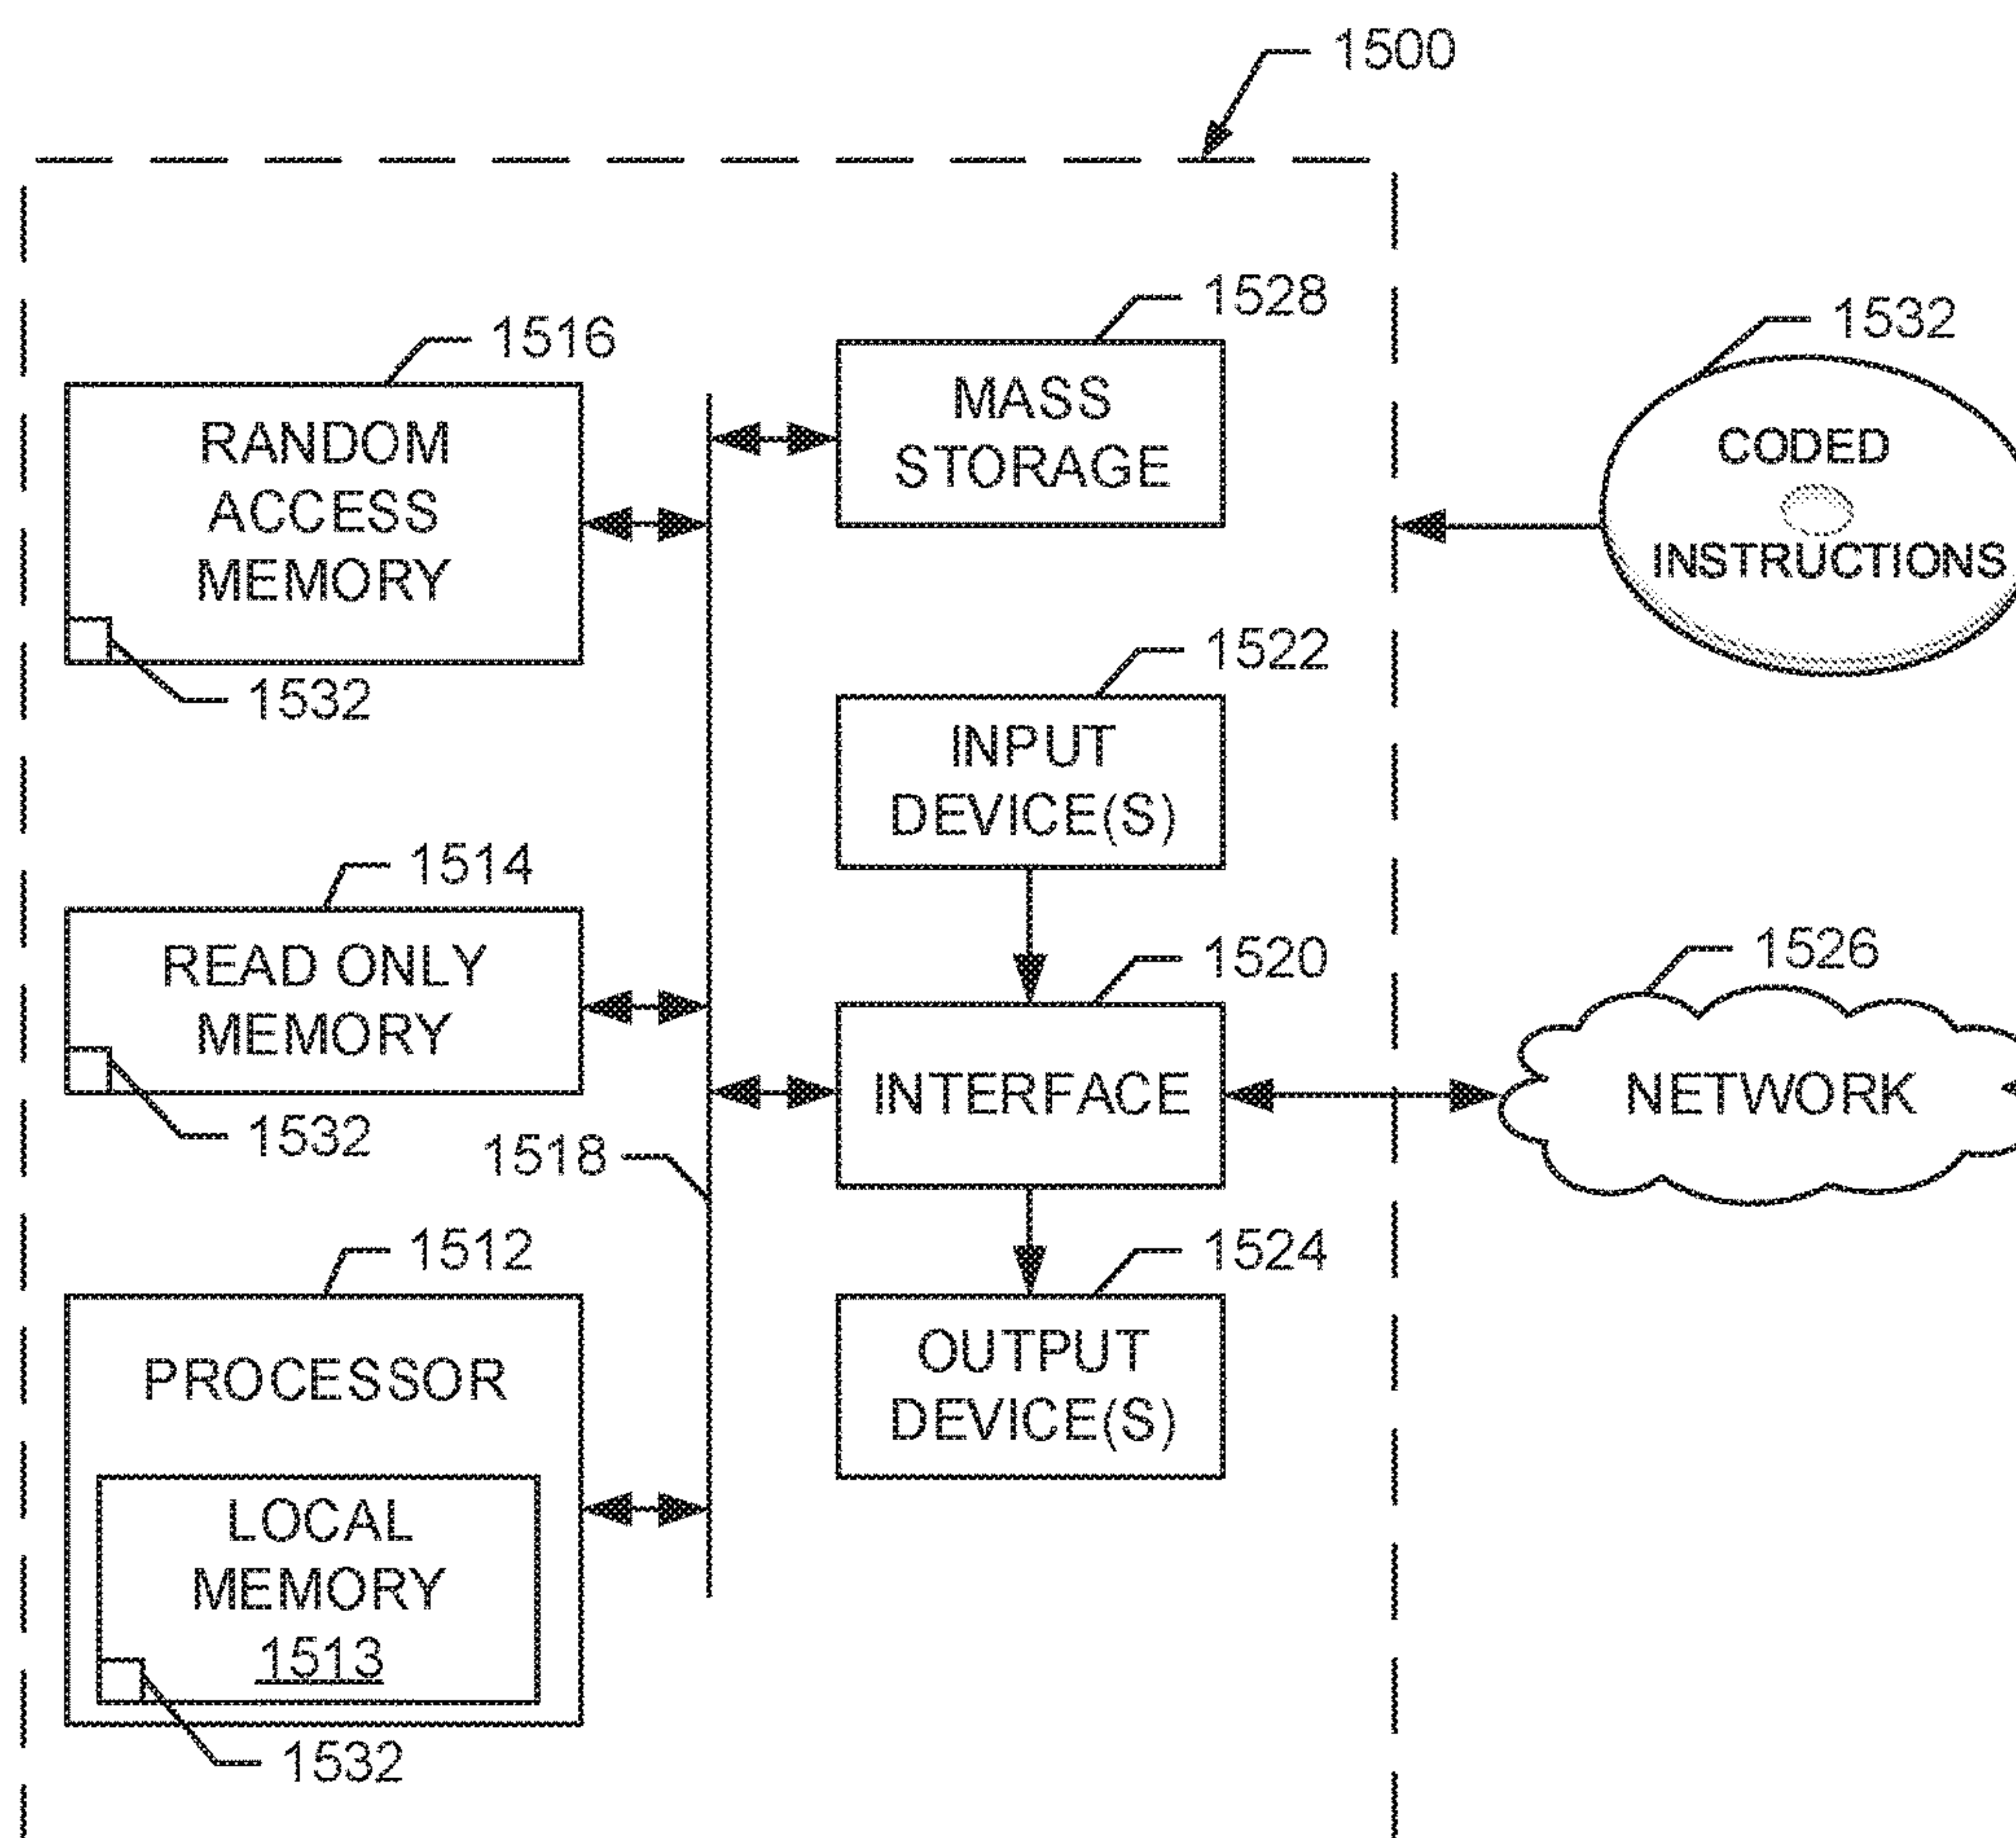 1500
1528
1516
MASS
STORAGE
RANDOM
ACCESS
MEMORY
1532
1532
CODED
INSTRUCTIONS
1522
INPUT
DEVICE(S)
1514
READ ONLY
MEMORY
1532
1518
1520
INTERFACE
1526
NETWORK
1512
PROCESSOR
LOCAL
MEMORY
1513
1532
1524
OUTPUT
DEVICE(S)